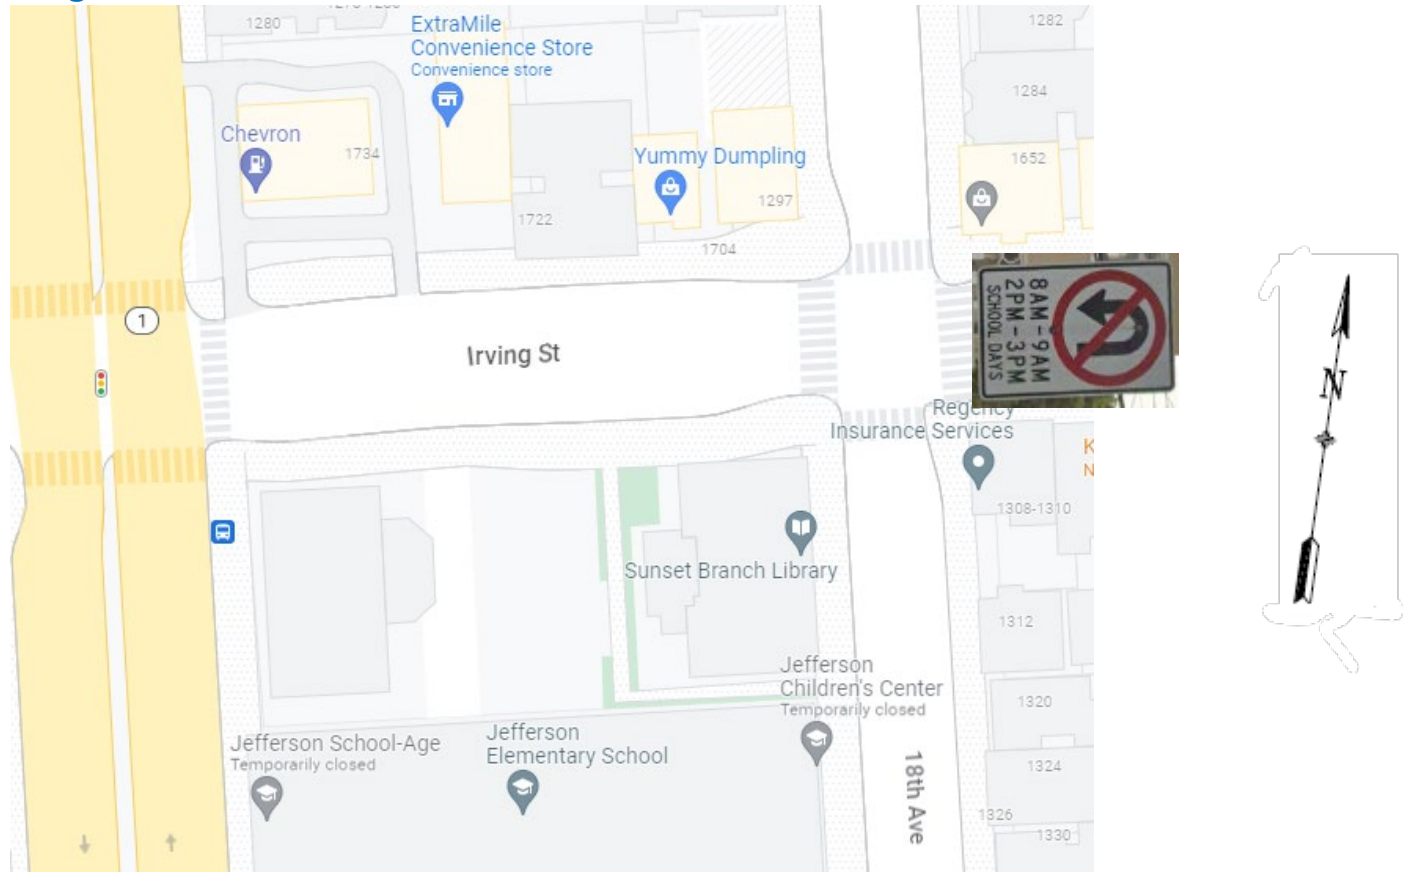 1280
ExtraMile
Convenience Store
Convenience store
1282
1284
Chevron
1734
Yummy Dumpling
1652
1297
1722
1704
1
Irving St
8AM - 9AM
2PM - 3PM
SCHOOL DAYS
N
Regency
Insurance Services
K
N
1308-1310
Sunset Branch Library
1312
Jefferson
Children's Center
Temporarily closed
1320
Jefferson School-Age
Temporarily closed
Jefferson
Elementary School
18th Ave
1324
1326
1330